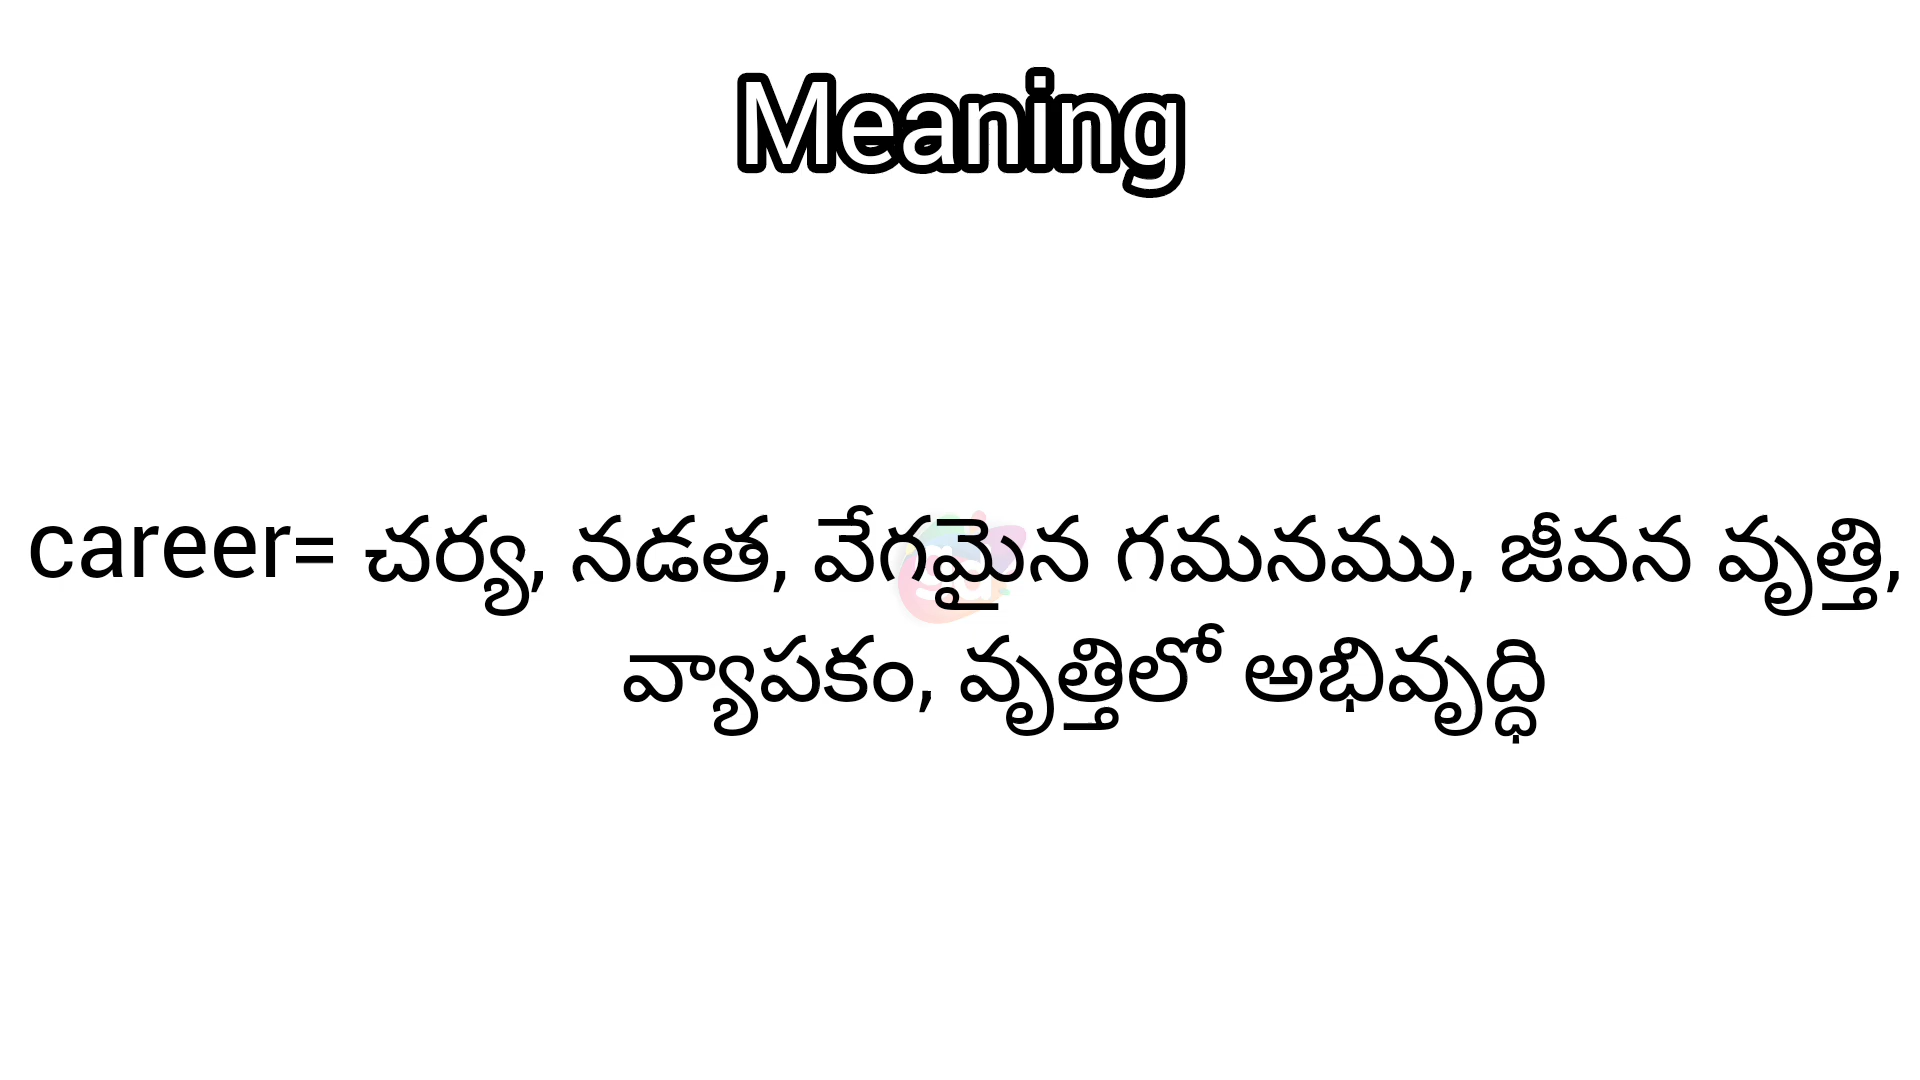 Meaning
career= చర్య, నడత, వేగమైన గమనము, జీవన వృత్తి,
వ్యాపకం, వృత్తిలో అభివృద్ధి